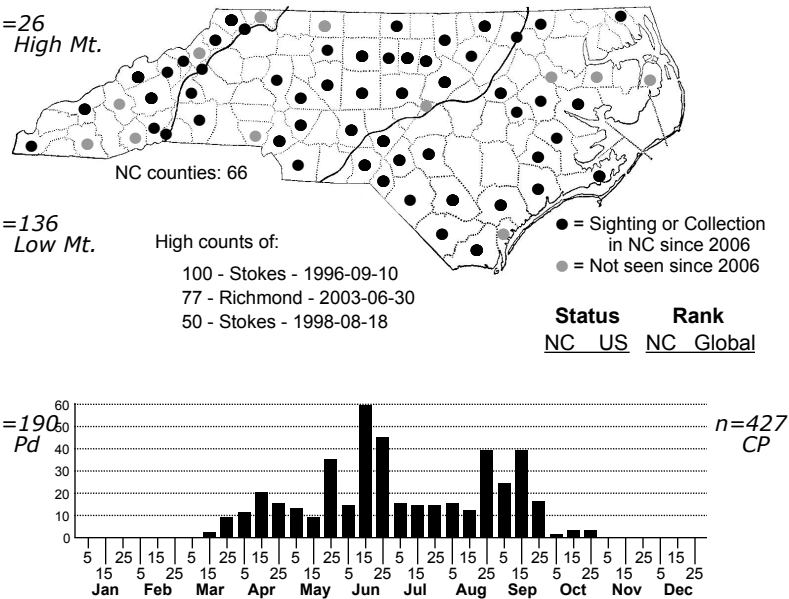 =26
High Mt.
NC counties: 66
=136
Low Mt.
High counts of:
100 - Stokes - 1996-09-10
77 - Richmond - 2003-06-30
50 - Stokes - 1998-08-18
= Sighting or Collection
in NC since 2006
= Not seen since 2006
Status Rank
NC US NC Global
=190
Pd
n=427
CP
60
50
40
30
20
10
0
5 25 15 5 25 15 5 25 15 5 25 15 5 25 15 5 25 15
15 5 25 15 5 25 15 5 25 15 5 25 15 5 25 15 5 25
Jan Feb Mar Apr May Jun Jul Aug Sep Oct Nov Dec